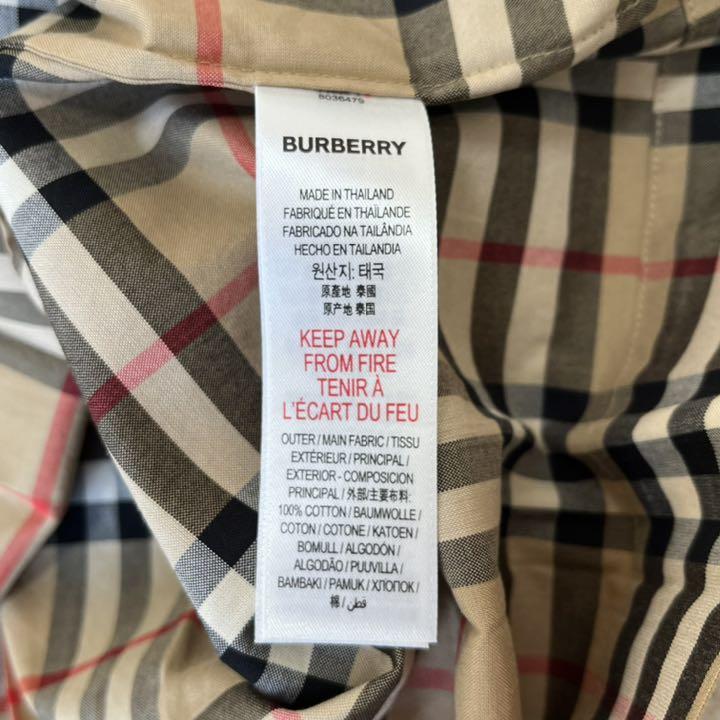 8036479
BURBERRY
MADE IN THAILAND
FABRIQUÉ EN THAÏLANDE
FABRICADO NA TAILÂNDIA
HECHO EN TAILANDIA
원산지: 태국
原產地 泰國
原产地 泰国
KEEP AWAY
FROM FIRE
TENIR À
L'ÉCART DU FEU
OUTER / MAIN FABRIC / TISSU
EXTÉRIEUR / PRINCIPAL /
EXTERIOR - COMPOSICION
PRINCIPAL / 外部/主要布料:
100% COTTON / BAUMWOLLE /
COTON / COTONE / KATOEN /
BOMULL / ALGODÓN /
ALGODÃO / PUUVILLA /
BAMBAKI / PAMUK / ХЛОПОК /
棉 / قطن /